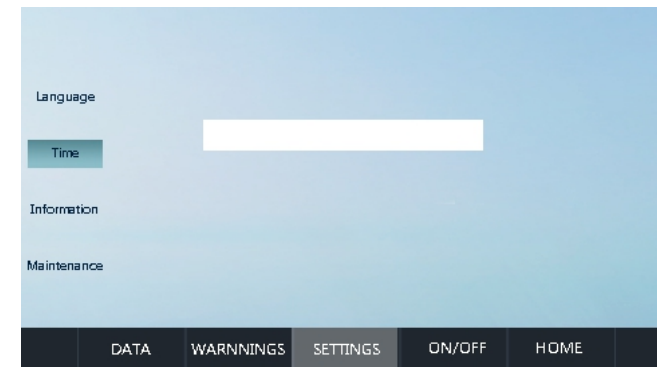 Language
Time
Information
Maintenance
DATA WARNNINGS SETTINGS ON/OFF HOME